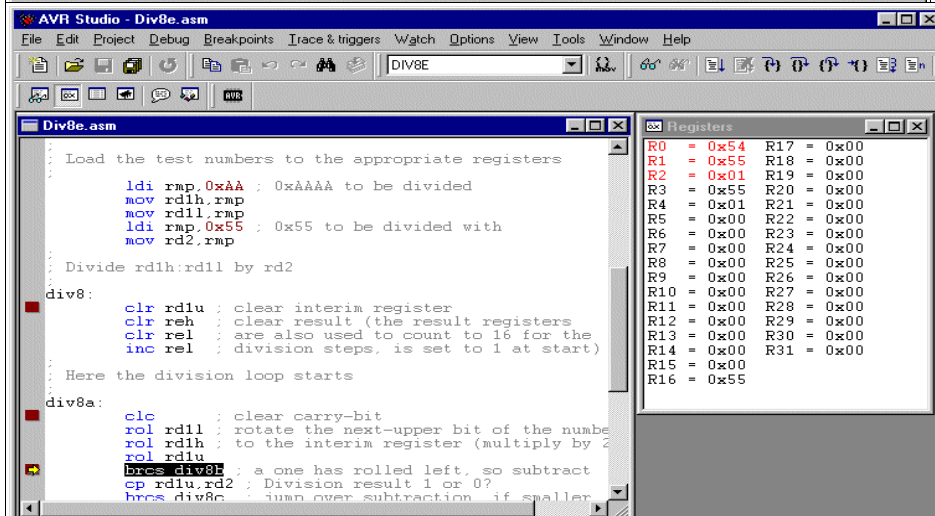 AVR Studio - Div8e.asm
File Edit Project Debug Breakpoints Trace & triggers Watch Options View Tools Window Help
DIV8E
AVR
Div8e.asm
;
; Load the test numbers to the appropriate registers
;
ldi rmp,0xAA ; 0xAAAA to be divided
mov rd1h,rmp
mov rd1l,rmp
ldi rmp,0x55 ; 0x55 to be divided with
mov rd2,rmp
;
; Divide rd1h:rd1l by rd2
;
div8:
clr rd1u ; clear interim register
clr reh ; clear result (the result registers
clr rel ; are also used to count to 16 for the
inc rel ; division steps, is set to 1 at start)
;
; Here the division loop starts
;
div8a:
clc ; clear carry-bit
rol rd1l ; rotate the next-upper bit of the numbe
rol rd1h ; to the interim register (multiply by 2
rol rd1u
brcs div8b ; a one has rolled left, so subtract
cp rd1u,rd2 ; Division result 1 or 0?
brcs div8c ; jump over subtraction, if smaller
Registers
R0 = 0x54 R17 = 0x00
R1 = 0x55 R18 = 0x00
R2 = 0x01 R19 = 0x00
R3 = 0x55 R20 = 0x00
R4 = 0x01 R21 = 0x00
R5 = 0x00 R22 = 0x00
R6 = 0x00 R23 = 0x00
R7 = 0x00 R24 = 0x00
R8 = 0x00 R25 = 0x00
R9 = 0x00 R26 = 0x00
R10 = 0x00 R27 = 0x00
R11 = 0x00 R28 = 0x00
R12 = 0x00 R29 = 0x00
R13 = 0x00 R30 = 0x00
R14 = 0x00 R31 = 0x00
R15 = 0x00
R16 = 0x55